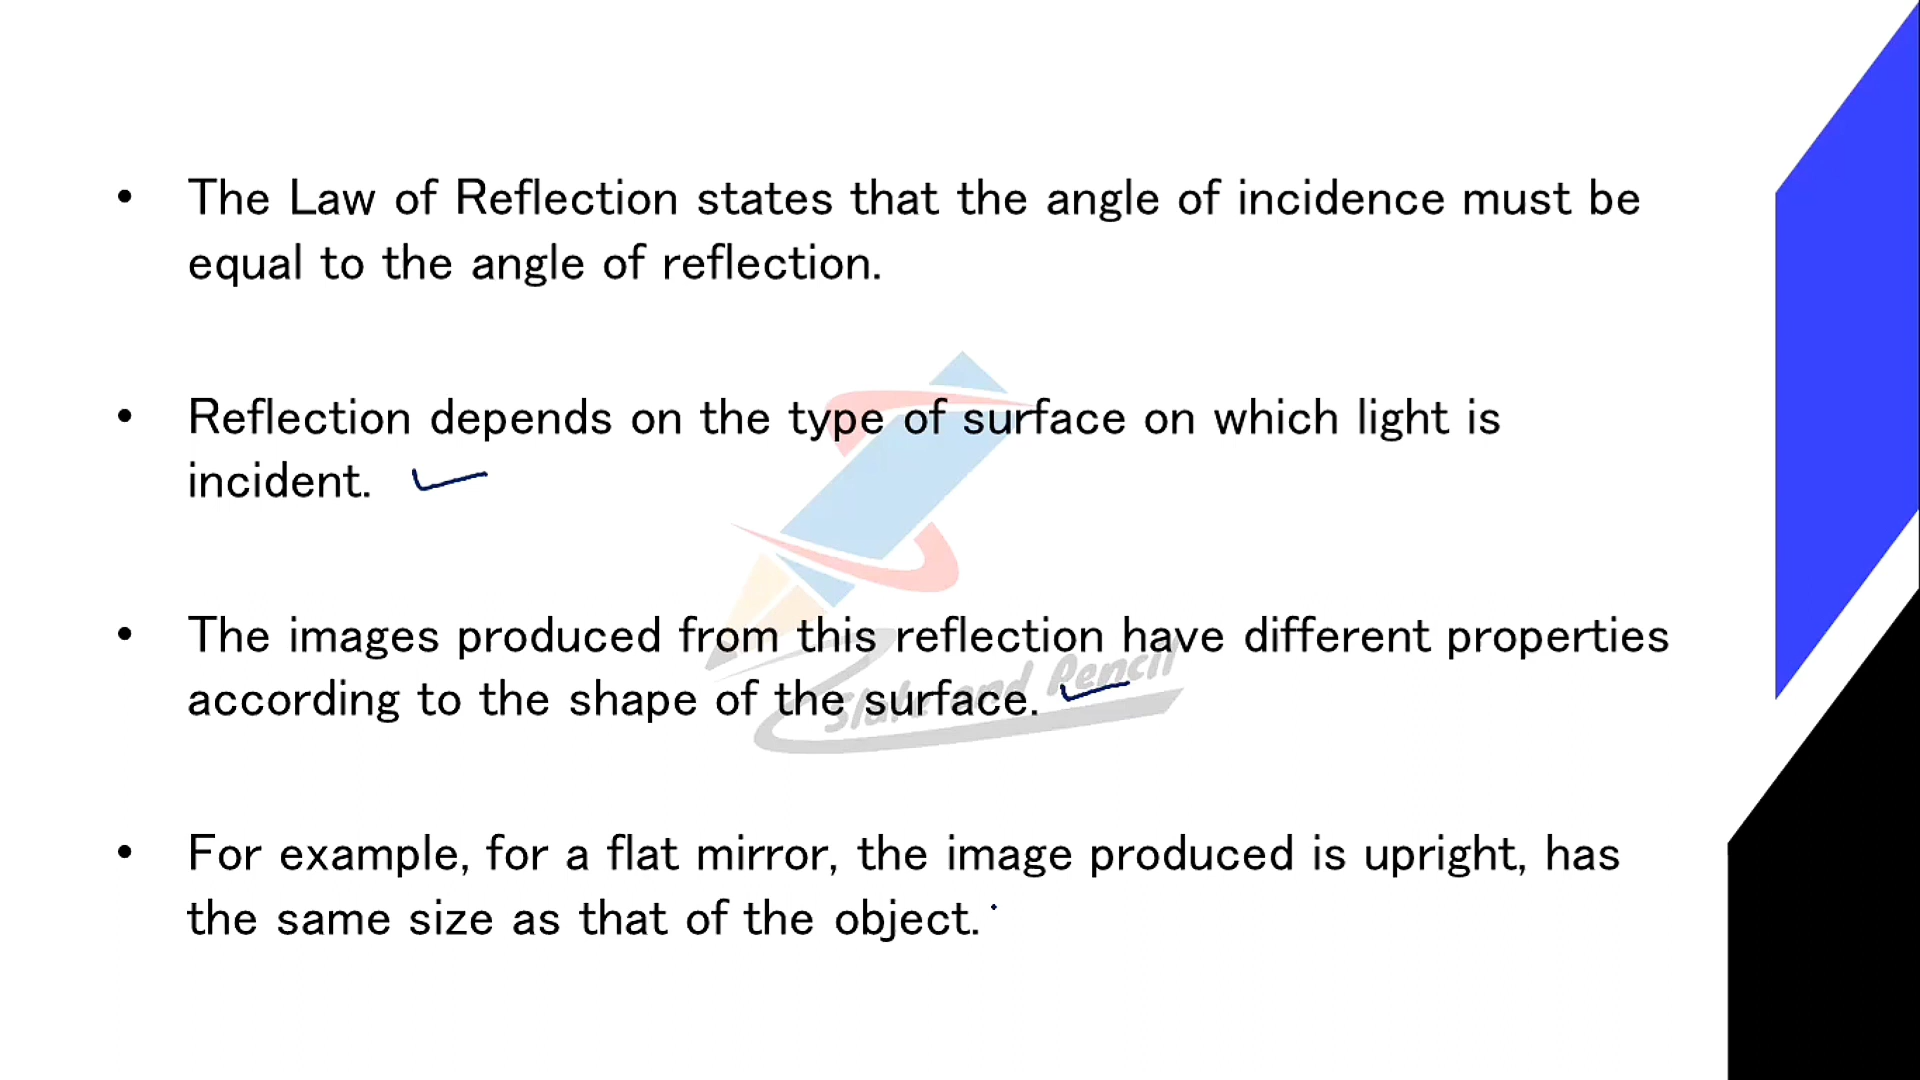 • The Law of Reflection states that the angle of incidence must be
equal to the angle of reflection.
• Reflection depends on the type of surface on which light is
incident.
• The images produced from this reflection have different properties
according to the shape of the surface.
Slate and Pencil
• For example, for a flat mirror, the image produced is upright, has
the same size as that of the object.